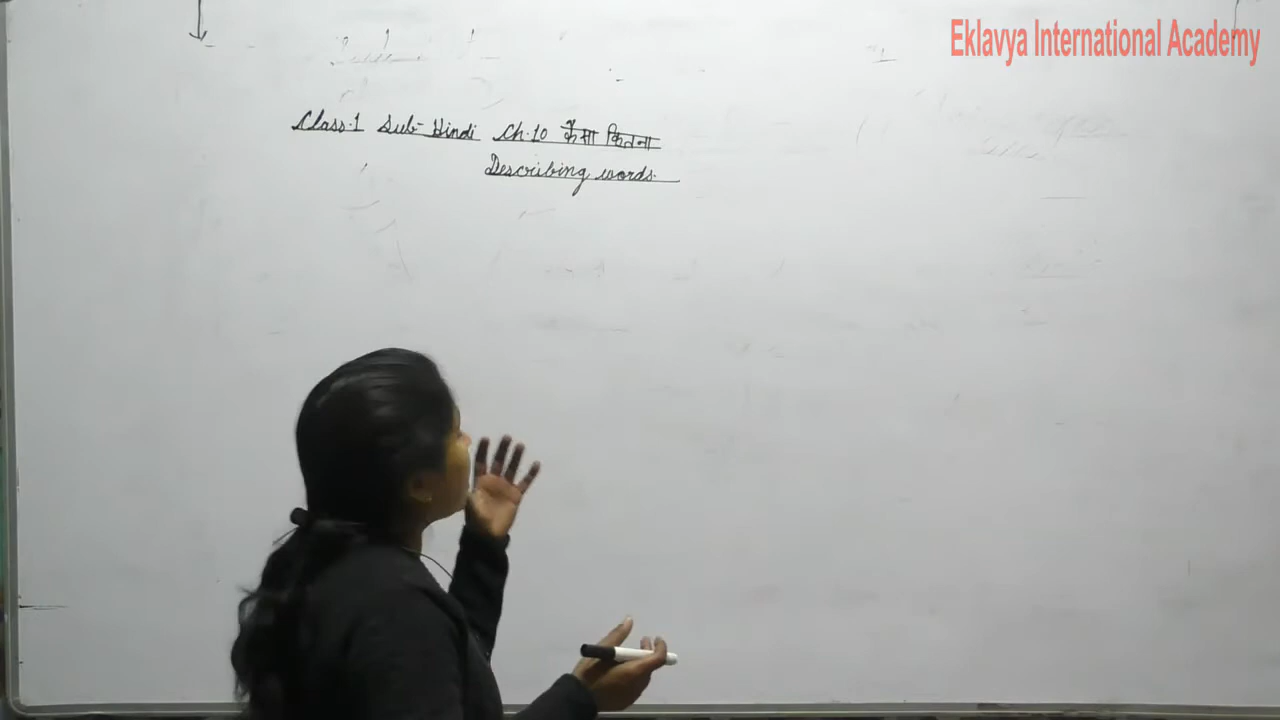 Eklavya International Academy
Class.1 Sub- Hindi Ch.10 कैसा कितना
Describing words.